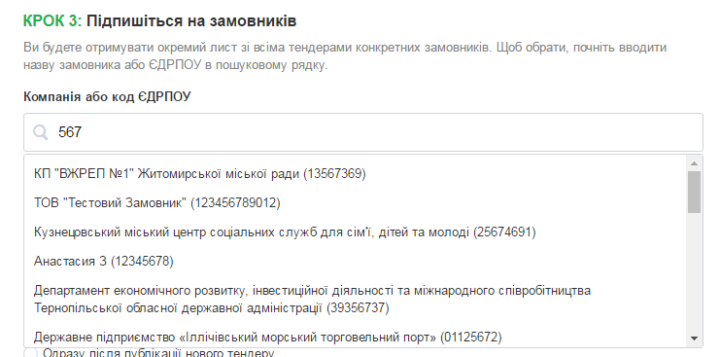 КРОК 3: Підпишіться на замовників
Ви будете отримувати окремий лист зі всіма тендерами конкретних замовників. Щоб обрати, почніть вводити
назву замовника або ЄДРПОУ в пошуковому рядку.
Компанія або код ЄДРПОУ
567
КП "ВЖРЕП №1" Житомирської міської ради (13567369)
ТОВ "Тестовий Замовник" (123456789012)
Кузнецовський міський центр соціальних служб для сім'ї, дітей та молоді (25674691)
Анастасия З (12345678)
Департамент економічного розвитку, інвестиційної діяльності та міжнародного співробітництва
Тернопільської обласної державної адміністрації (39356737)
Державне підприємство «Іллічівський морський торговельний порт» (01125672)
Одразу після публікації нового тендеру